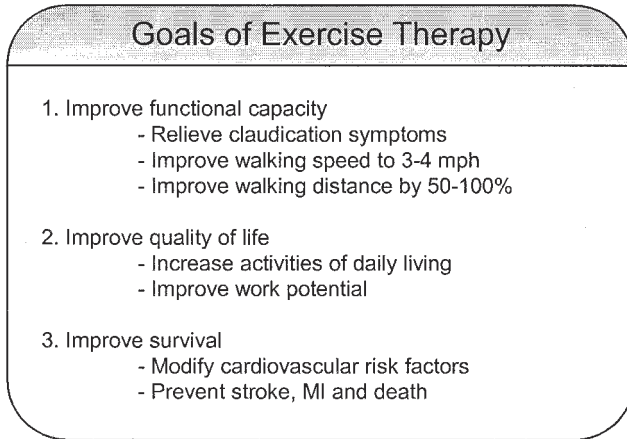 Goals of Exercise Therapy
1. Improve functional capacity
- Relieve claudication symptoms
- Improve walking speed to 3-4 mph
- Improve walking distance by 50-100%
2. Improve quality of life
- Increase activities of daily living
- Improve work potential
3. Improve survival
- Modify cardiovascular risk factors
- Prevent stroke, MI and death